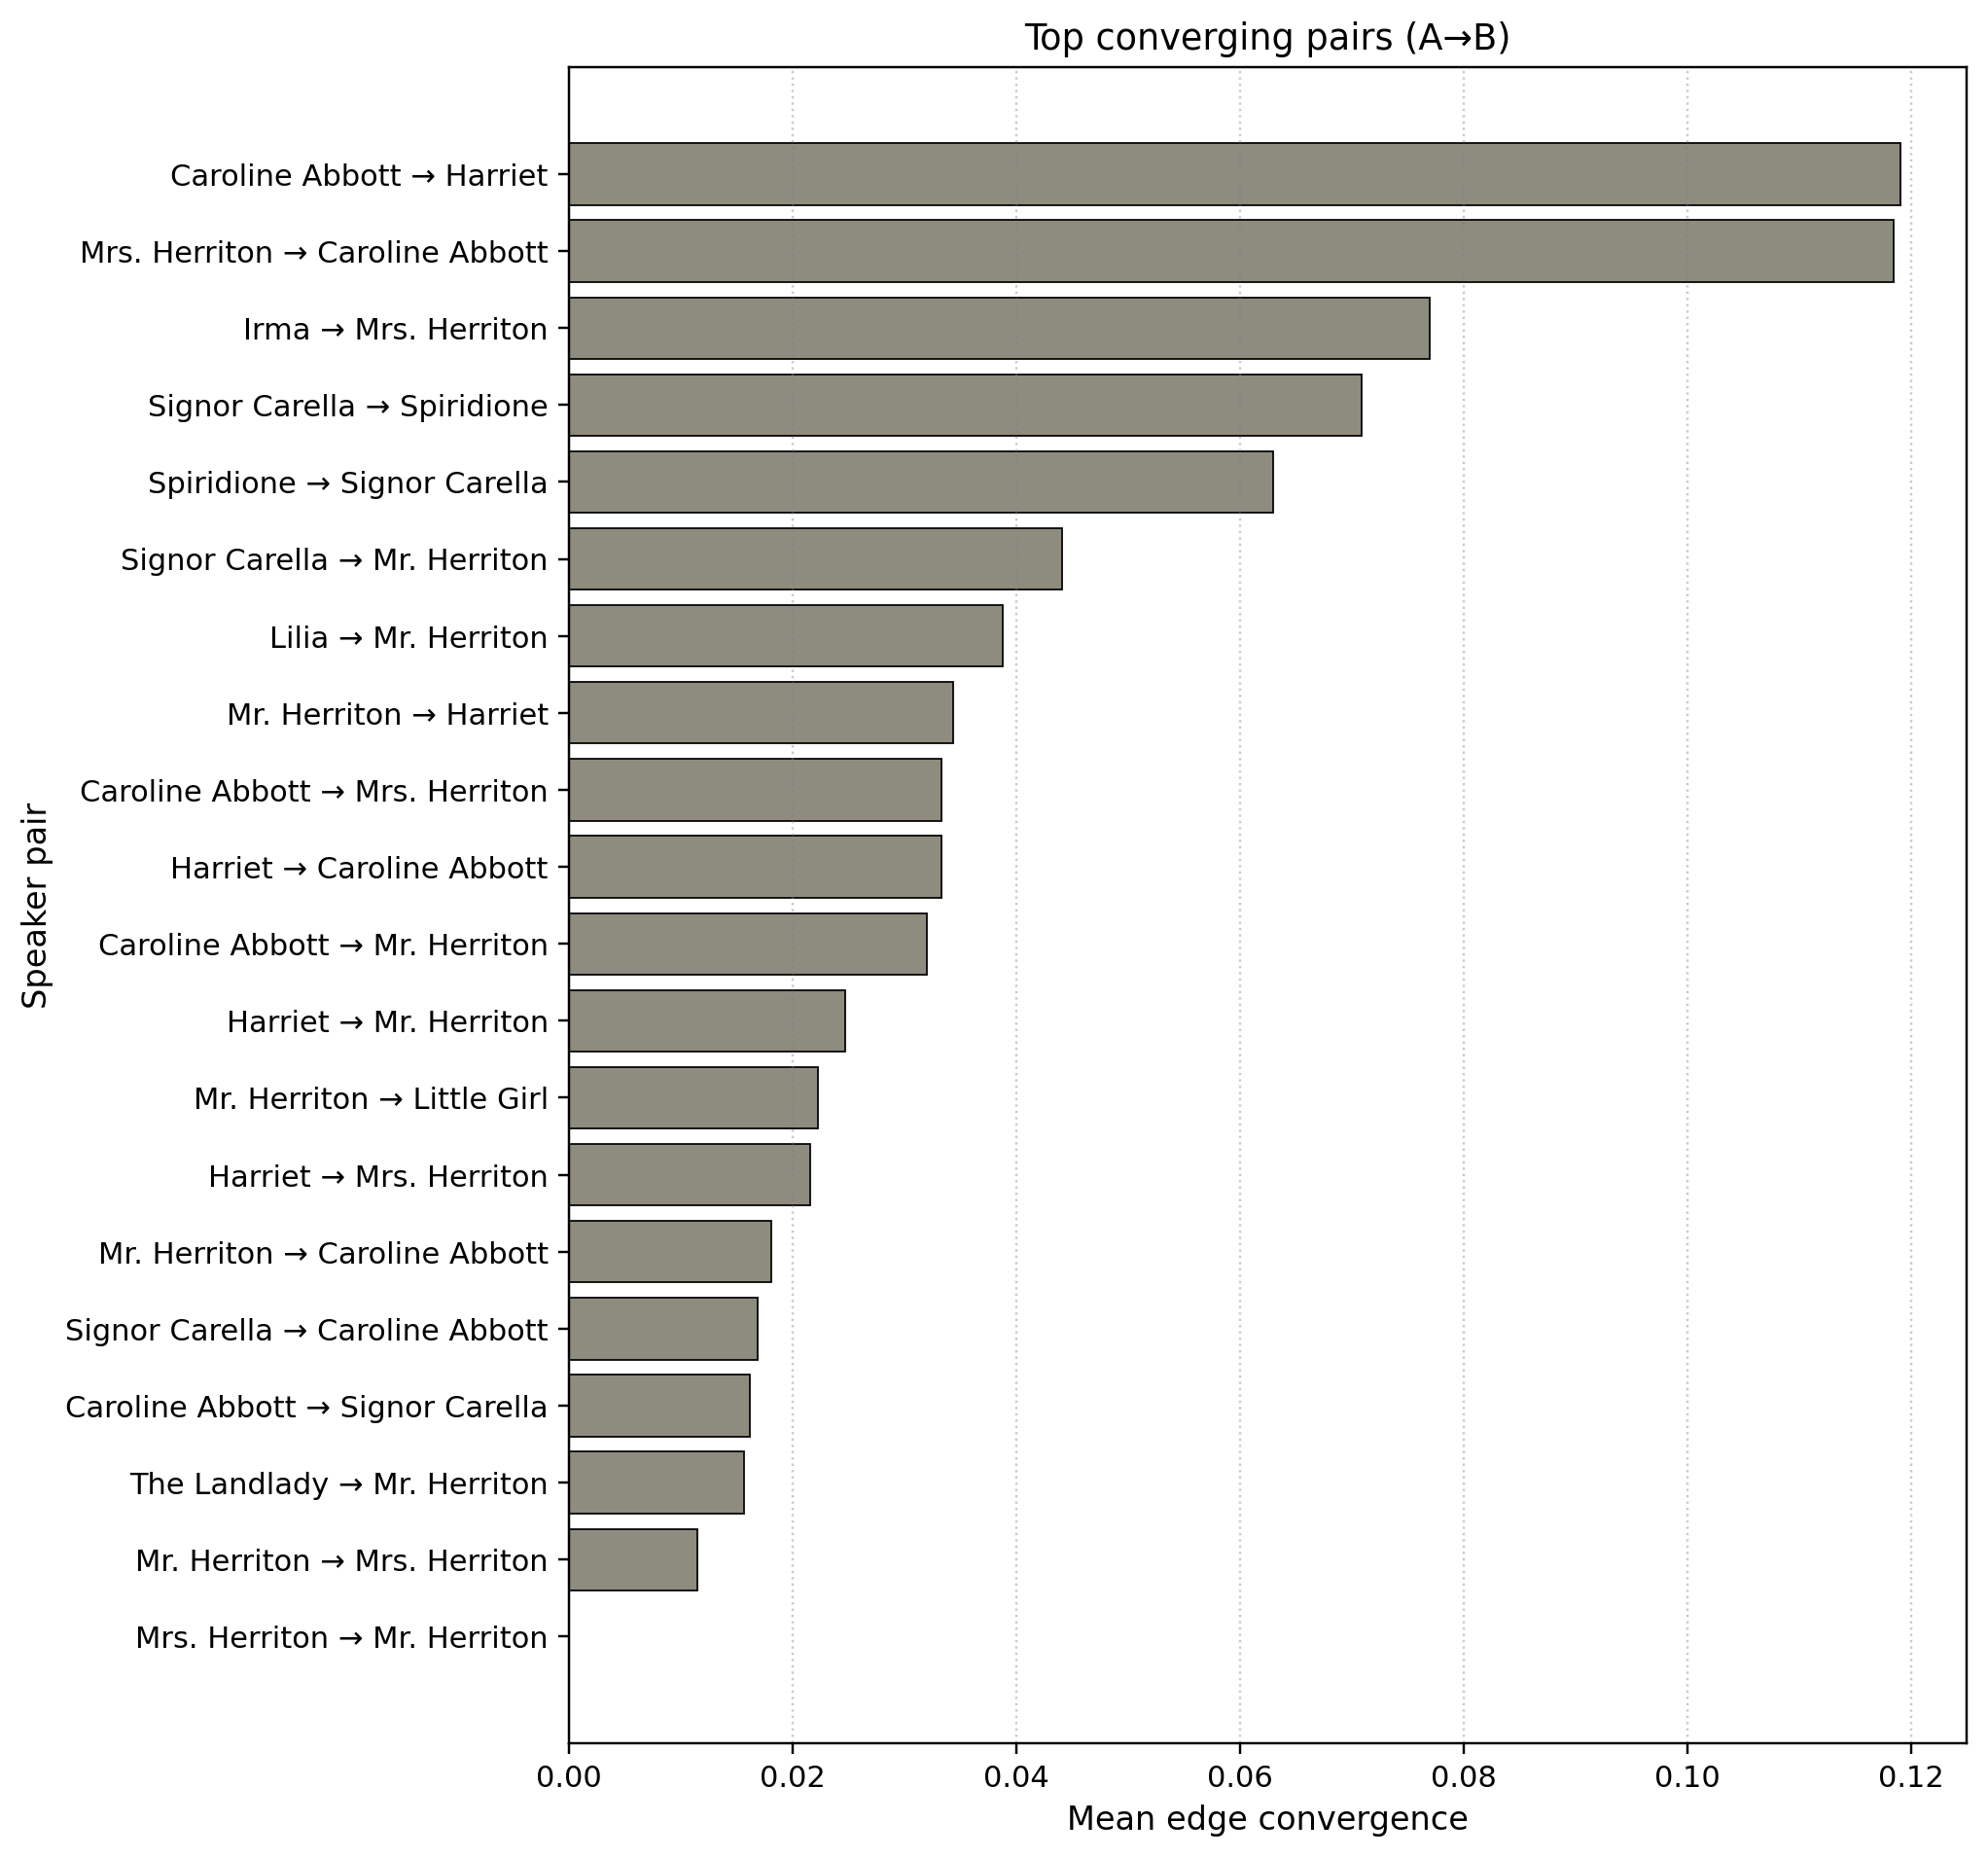 Top converging pairs (A→B)
Caroline Abbott → Harriet
Mrs. Herriton → Caroline Abbott
Irma → Mrs. Herriton
Signor Carella → Spiridione
Spiridione → Signor Carella
Signor Carella → Mr. Herriton
Lilia → Mr. Herriton
Mr. Herriton → Harriet
Caroline Abbott → Mrs. Herriton
Harriet → Caroline Abbott
Caroline Abbott → Mr. Herriton
Harriet → Mr. Herriton
Mr. Herriton → Little Girl
Harriet → Mrs. Herriton
Mr. Herriton → Caroline Abbott
Signor Carella → Caroline Abbott
Caroline Abbott → Signor Carella
The Landlady → Mr. Herriton
Mr. Herriton → Mrs. Herriton
Mrs. Herriton → Mr. Herriton
Speaker pair
0.00 0.02 0.04 0.06 0.08 0.10 0.12
Mean edge convergence